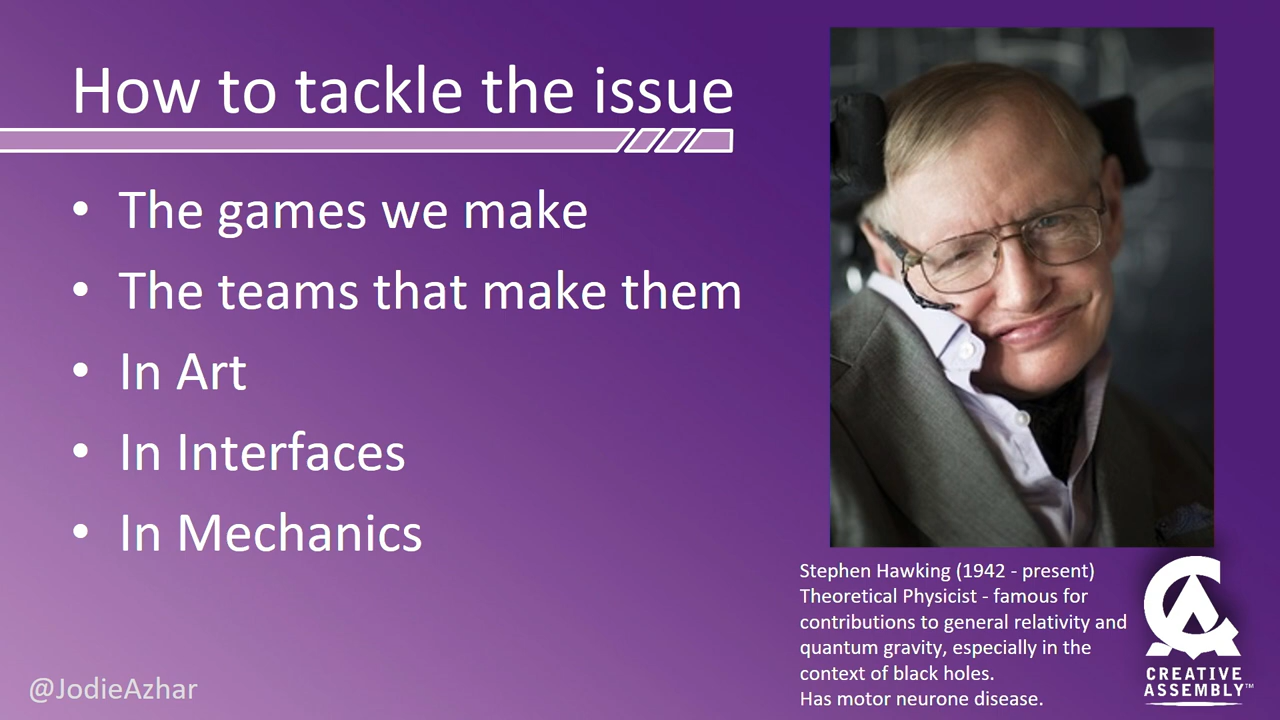 How to tackle the issue
• The games we make
• The teams that make them
• In Art
• In Interfaces
• In Mechanics
Stephen Hawking (1942 - present)
Theoretical Physicist - famous for
contributions to general relativity and
quantum gravity, especially in the
context of black holes.
Has motor neurone disease.
@JodieAzhar
CREATIVE
ASSEMBLY™